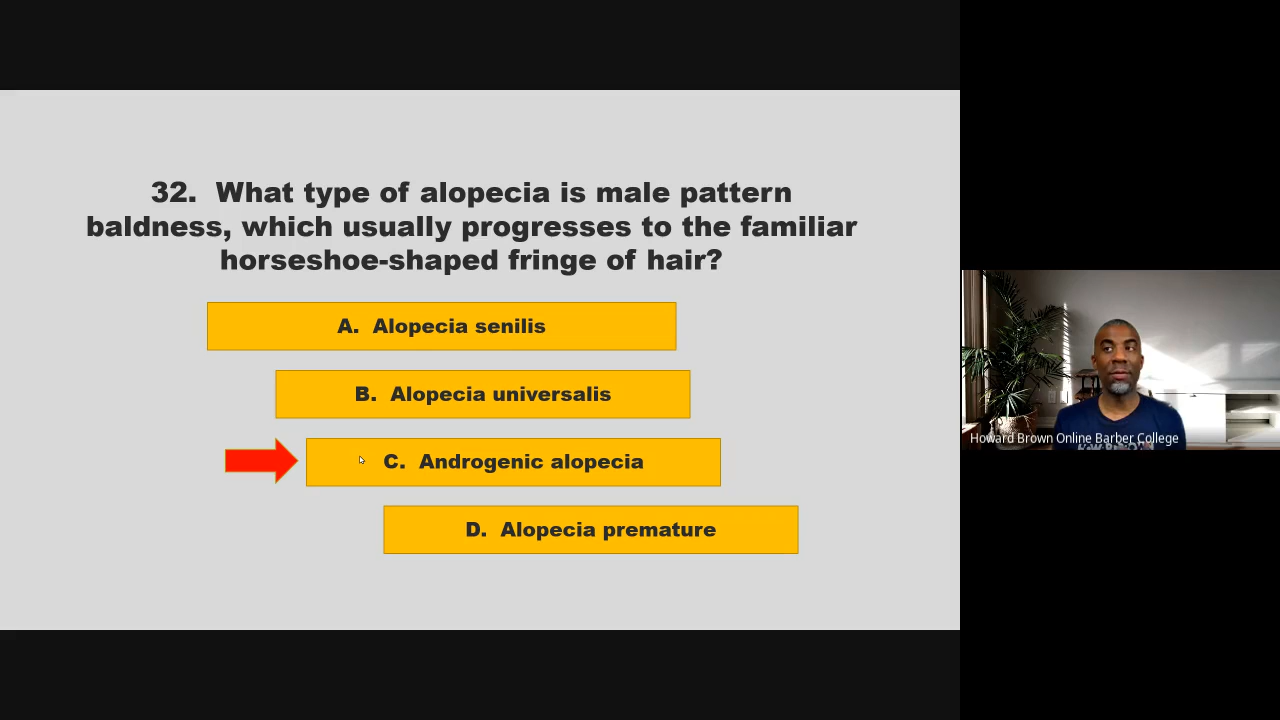 32.  What type of alopecia is male pattern
baldness, which usually progresses to the familiar
horseshoe-shaped fringe of hair?
A.  Alopecia senilis
B.  Alopecia universalis
C.  Androgenic alopecia
D.  Alopecia premature
Howard Brown Online Barber College